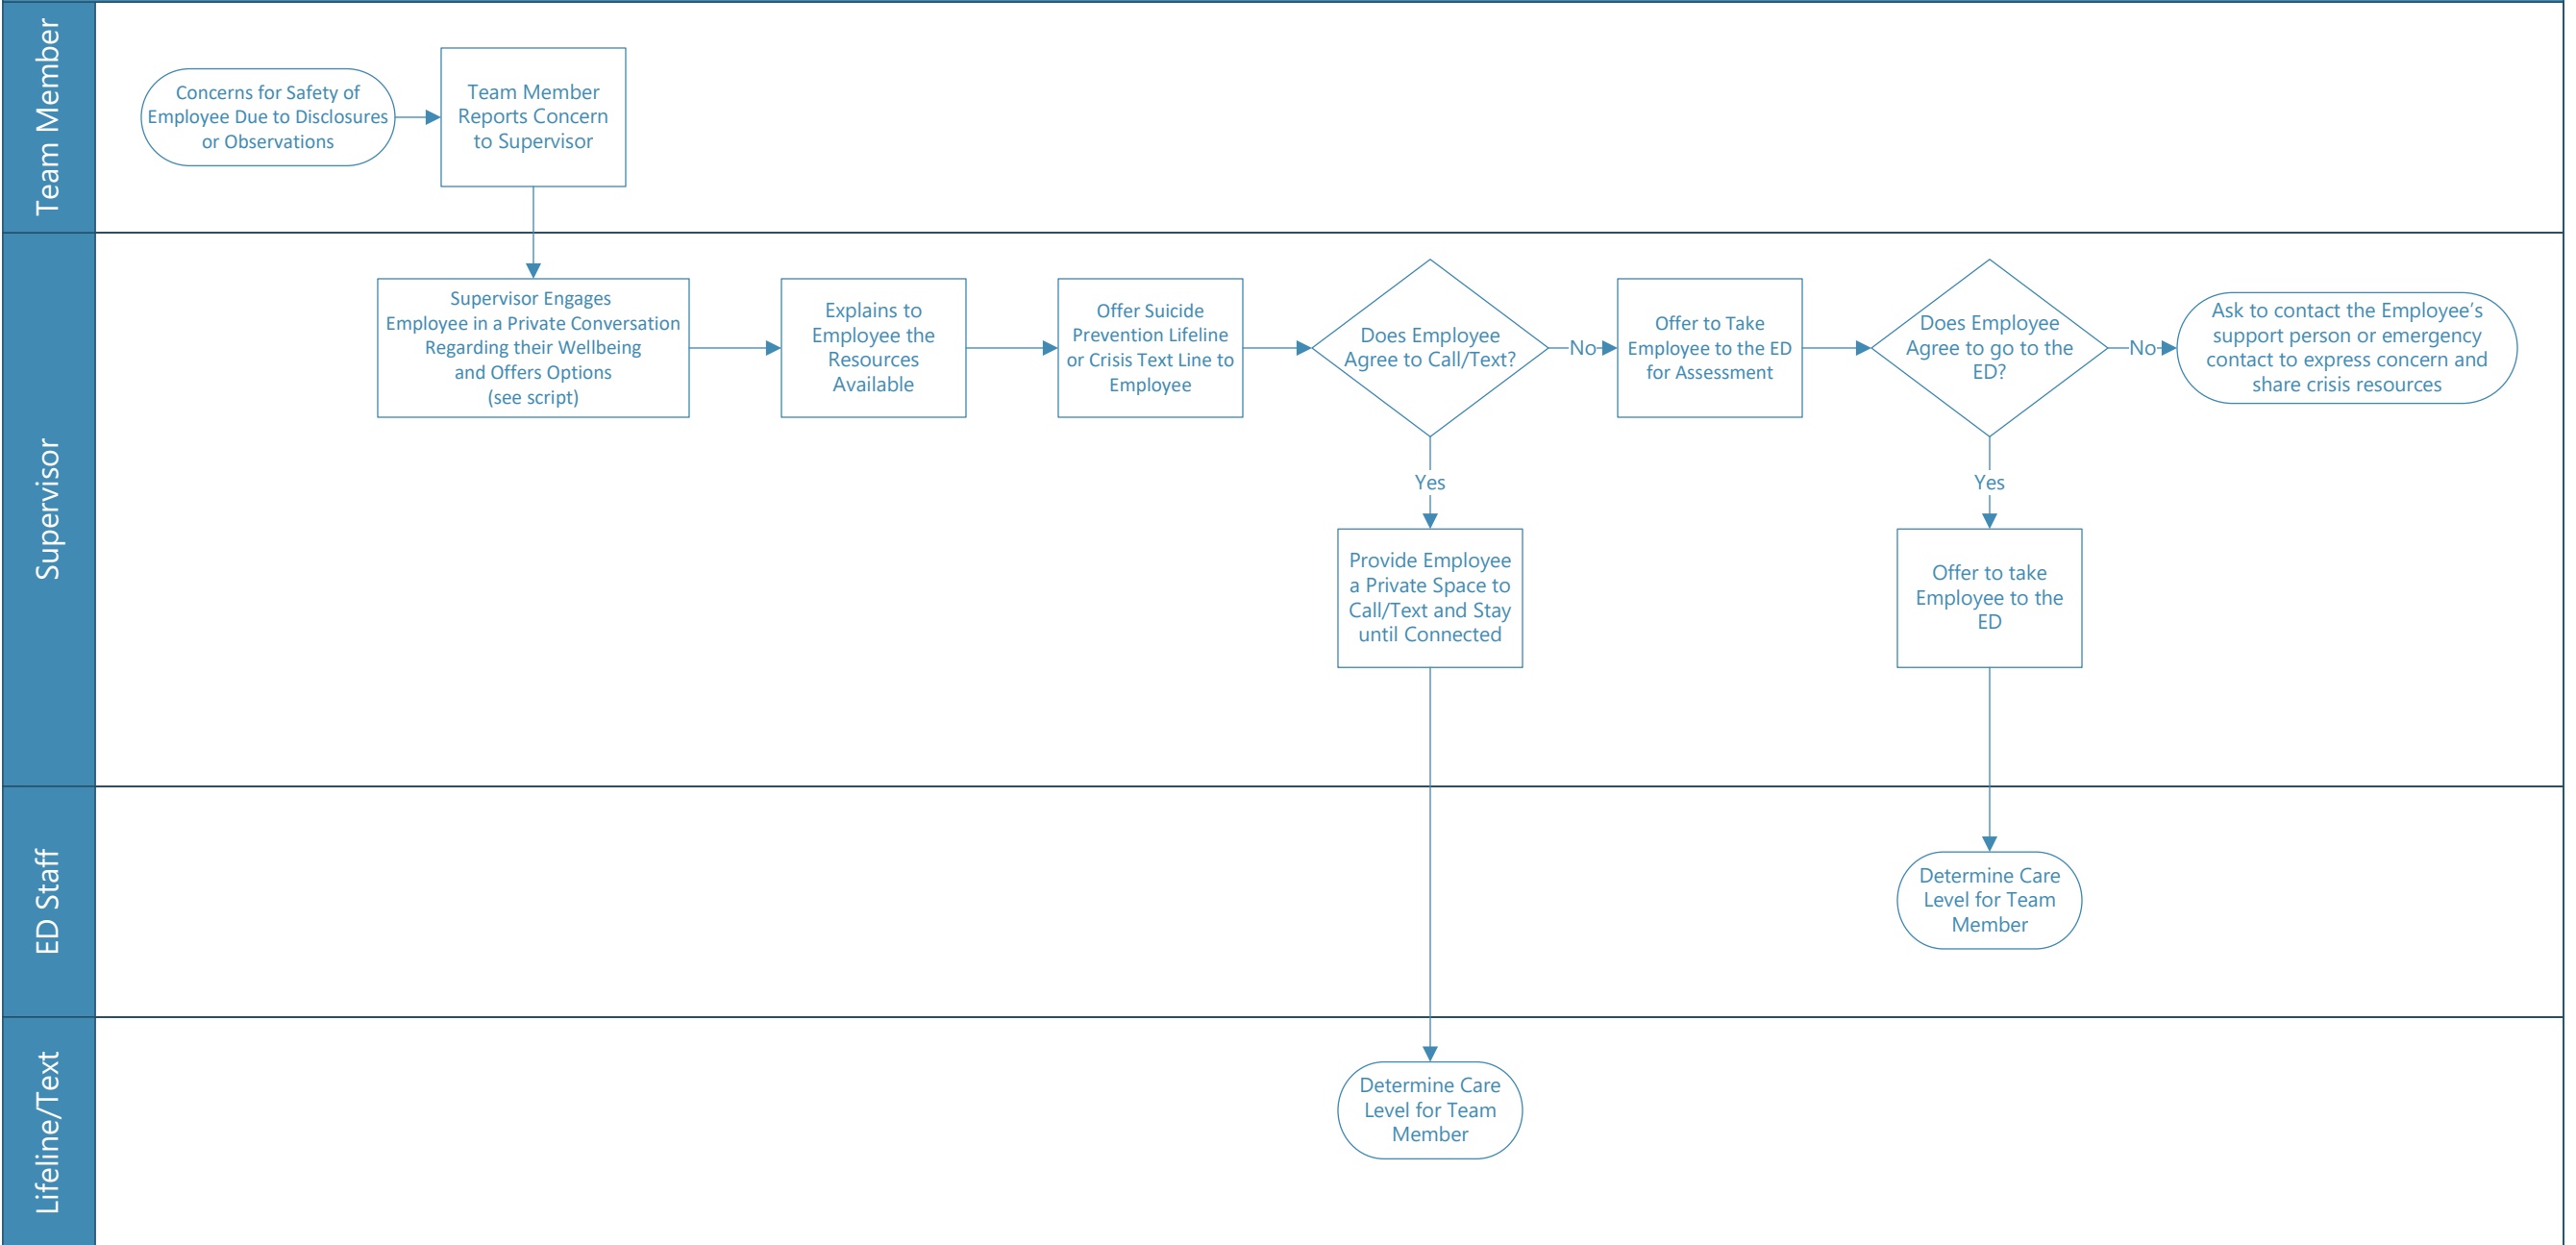 Team Member
Concerns for Safety of
Employee Due to Disclosures
or Observations
Team Member
Reports Concern
to Supervisor
Supervisor
Supervisor Engages
Employee in a Private Conversation
Regarding their Wellbeing
and Offers Options
(see script)
Explains to
Employee the
Resources
Available
Offer Suicide
Prevention Lifeline
or Crisis Text Line to
Employee
Does Employee
Agree to Call/Text?
No
Offer to Take
Employee to the ED
for Assessment
Does Employee
Agree to go to the
ED?
No
Ask to contact the Employee’s
support person or emergency
contact to express concern and
share crisis resources
Yes
Yes
Provide Employee
a Private Space to
Call/Text and Stay
until Connected
Offer to take
Employee to the
ED
ED Staff
Determine Care
Level for Team
Member
Lifeline/Text
Determine Care
Level for Team
Member